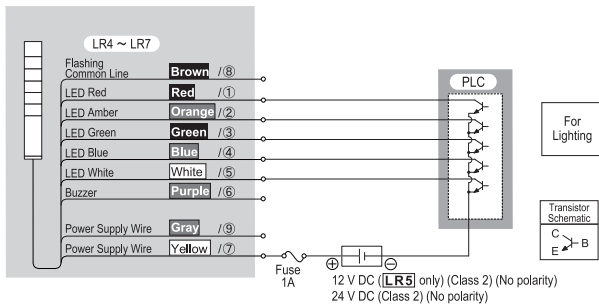 LR4 ~ LR7
Flashing
Common Line Brown /⑧
LED Red Red /①
LED Amber Orange /②
LED Green Green /③
LED Blue Blue /④
LED White White /⑤
Buzzer Purple /⑥
Power Supply Wire Gray /⑨
Power Supply Wire Yellow /⑦
Fuse
1A
⊕ ⊖
12 V DC (LR5 only) (Class 2) (No polarity)
24 V DC (Class 2) (No polarity)
PLC
For
Lighting
Transistor
Schematic
C
B
E